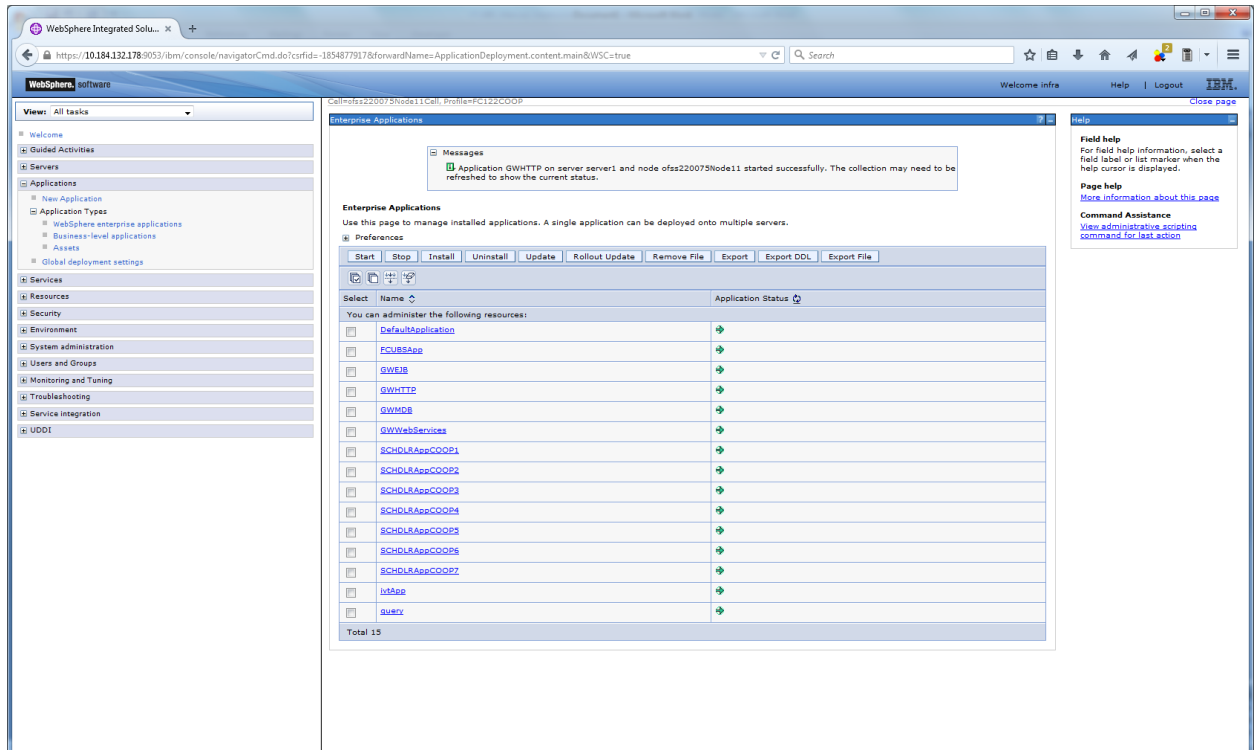 WebSphere Integrated Solu... × +
https://10.184.132.178:9053/ibm/console/navigatorCmd.do?csrfid=-1854877917&forwardName=ApplicationDeployment.content.main&WSC=true
Search
2
WebSphere. software
Welcome infra
Help | Logout
IBM.
View: All tasks
Cell=ofss220075Node11Cell, Profile=FC122COOP
Close page
Welcome
Guided Activities
Servers
Applications
New Application
Application Types
WebSphere enterprise applications
Business-level applications
Assets
Global deployment settings
Services
Resources
Security
Environment
System administration
Users and Groups
Monitoring and Tuning
Troubleshooting
Service integration
UDDI
Enterprise Applications
Messages
Application GWHTTP on server server1 and node ofss220075Node11 started successfully. The collection may need to be
refreshed to show the current status.
Enterprise Applications
Use this page to manage installed applications. A single application can be deployed onto multiple servers.
Preferences
Start Stop Install Uninstall Update Rollout Update Remove File Export Export DDL Export File
Select Name Application Status
You can administer the following resources:
DefaultApplication
FCUBSApp
GWEJB
GWHTTP
GWMDB
GWWebServices
SCHDLRAppCOOP1
SCHDLRAppCOOP2
SCHDLRAppCOOP3
SCHDLRAppCOOP4
SCHDLRAppCOOP5
SCHDLRAppCOOP6
SCHDLRAppCOOP7
ivtApp
query
Total 15
Help
Field help
For field help information, select a
field label or list marker when the
help cursor is displayed.
Page help
More information about this page
Command Assistance
View administrative scripting
command for last action